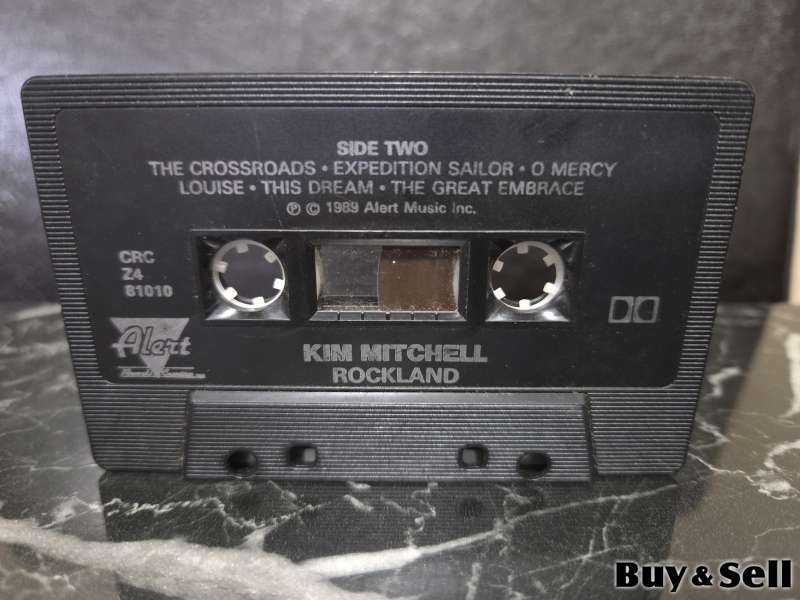 SIDE TWO
THE CROSSROADS • EXPEDITION SAILOR • O MERCY
LOUISE • THIS DREAM • THE GREAT EMBRACE
℗ © 1989 Alert Music Inc.
CRC
Z4
81010
Alert
KIM MITCHELL
ROCKLAND
Buy & Sell